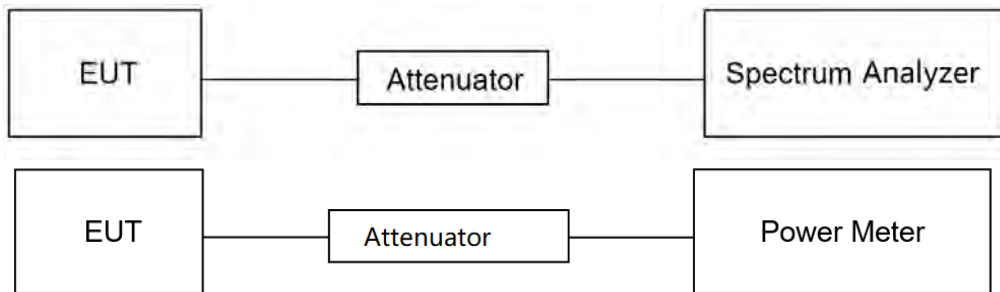 EUT
Attenuator
Spectrum Analyzer
EUT
Attenuator
Power Meter